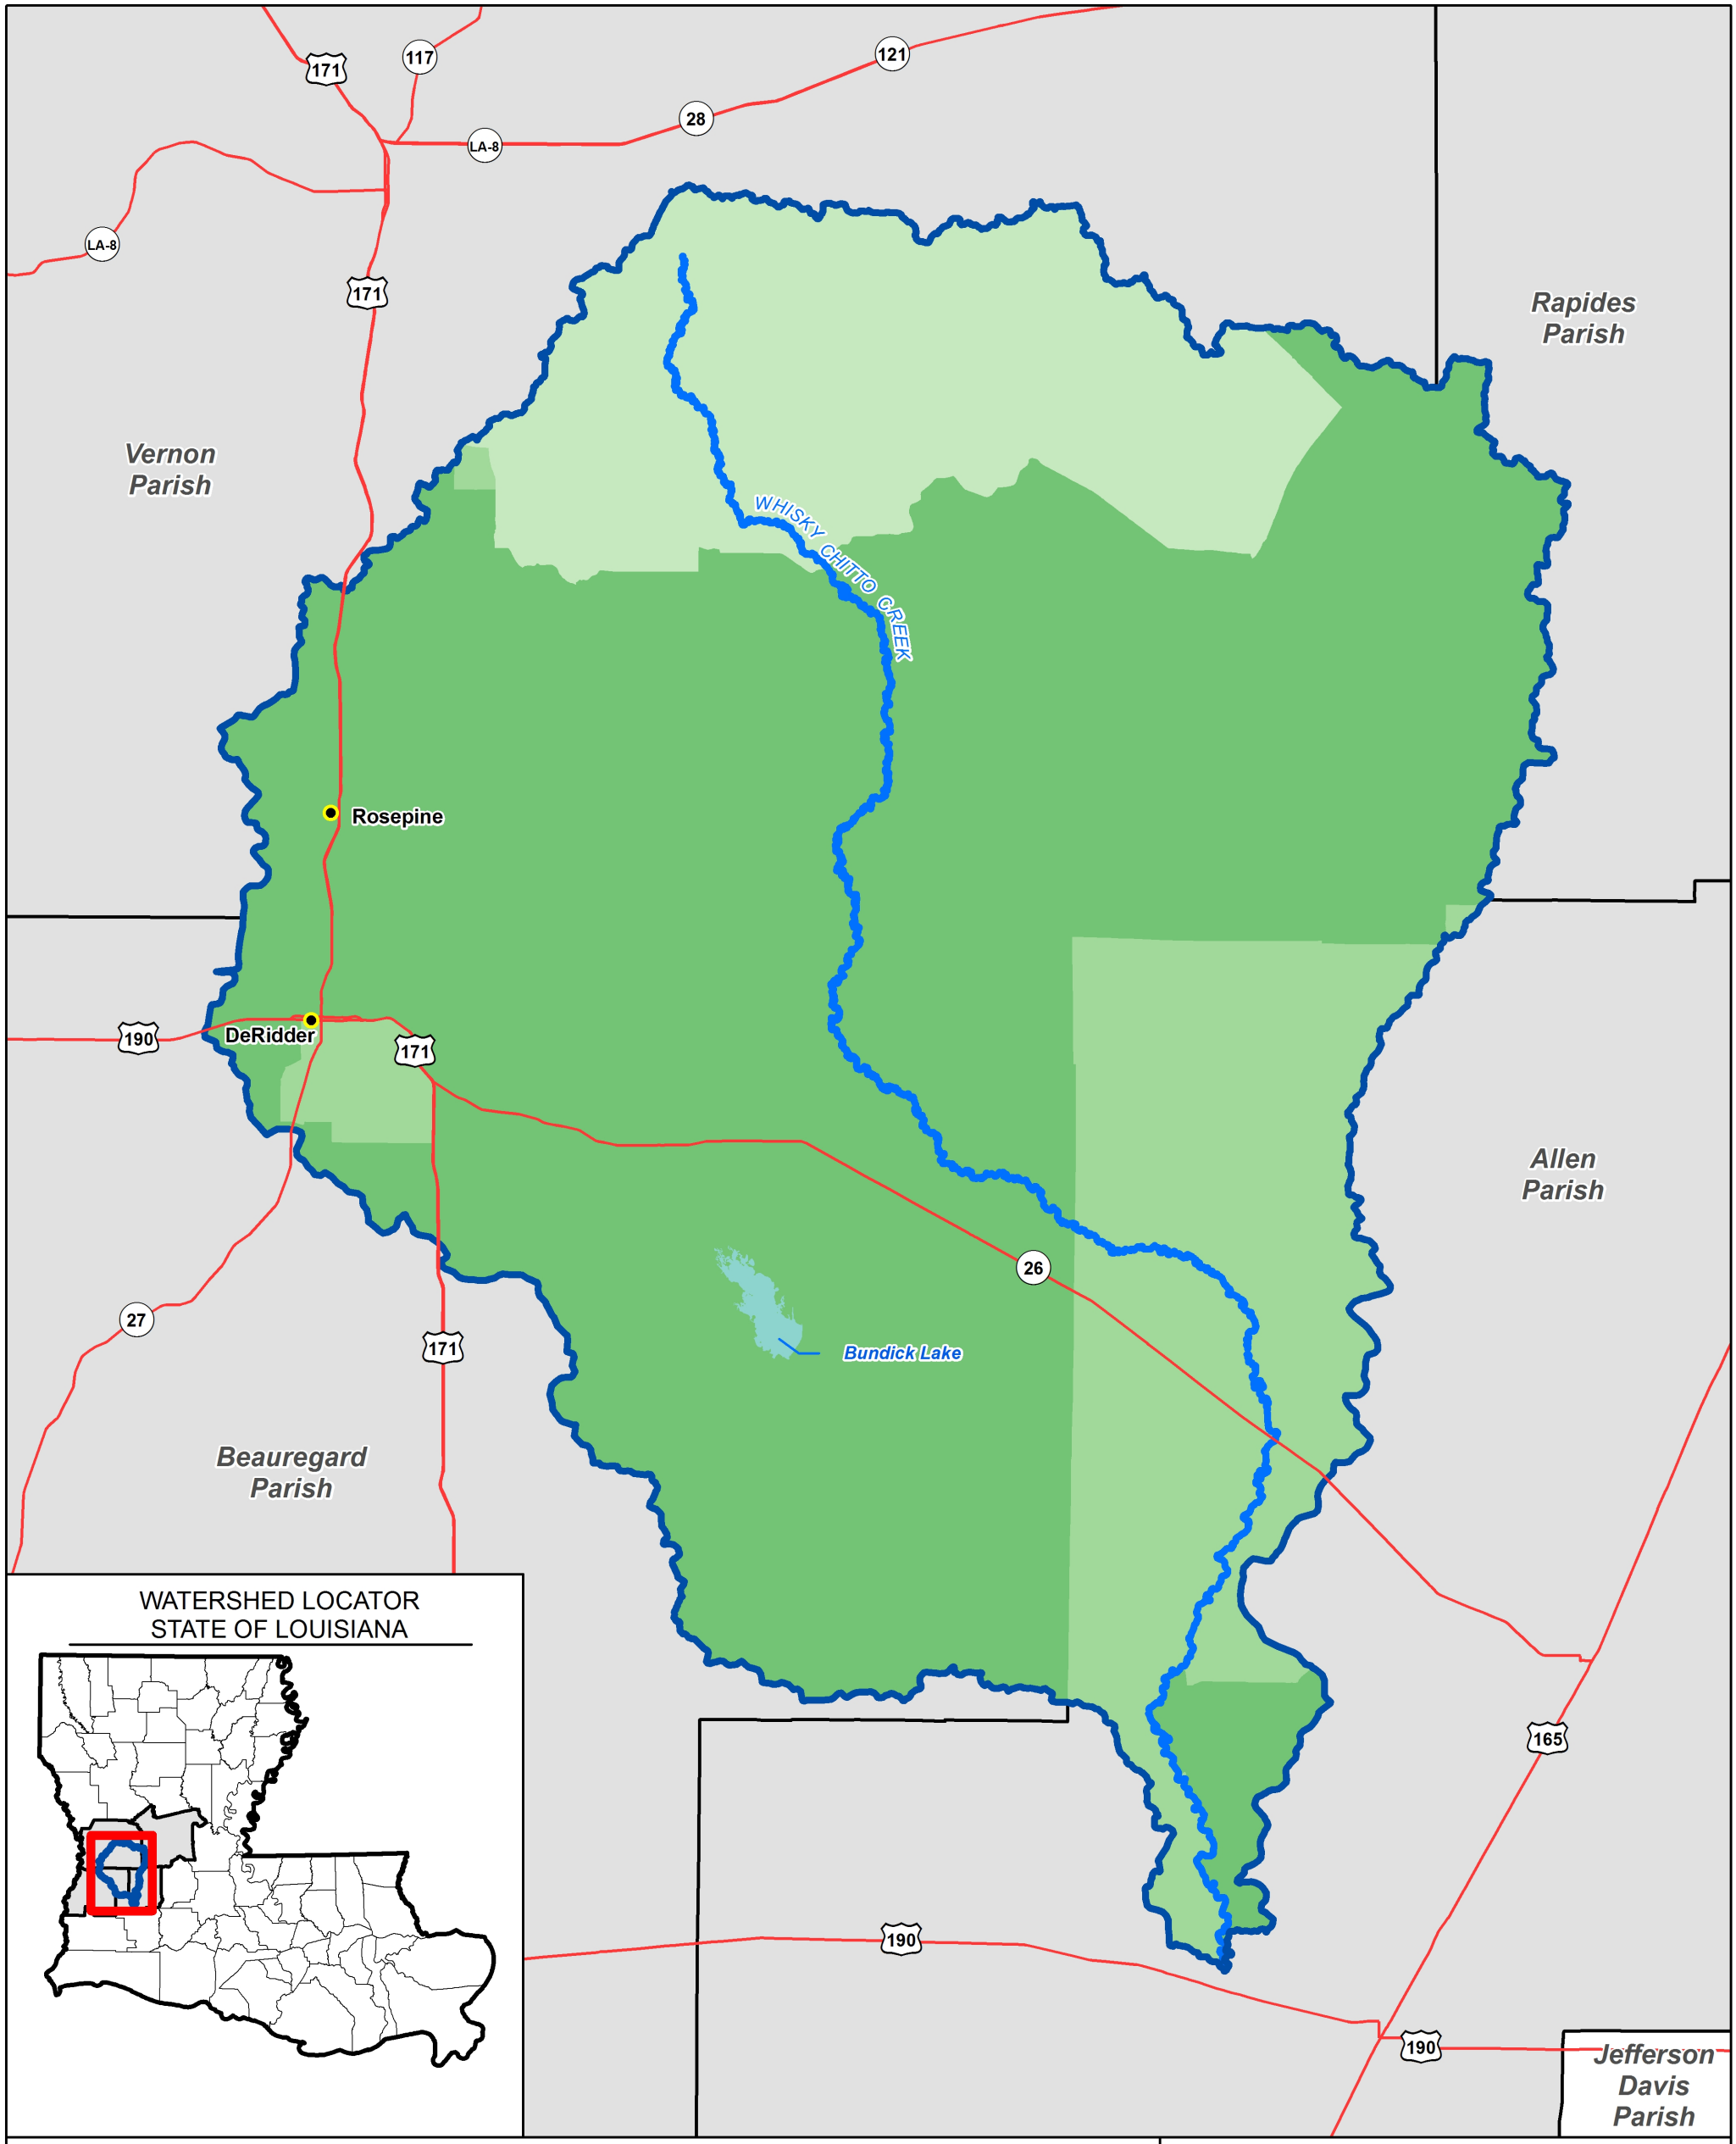 171
117
121
28
LA-8
LA-8
171
Rapides
Parish
Vernon
Parish
WHISKY CHITTO CREEK
Rosepine
DeRidder
190
171
Allen
Parish
26
27
171
Bundick Lake
Beauregard
Parish
WATERSHED LOCATOR
STATE OF LOUISIANA
165
190
190
Jefferson
Davis
Parish